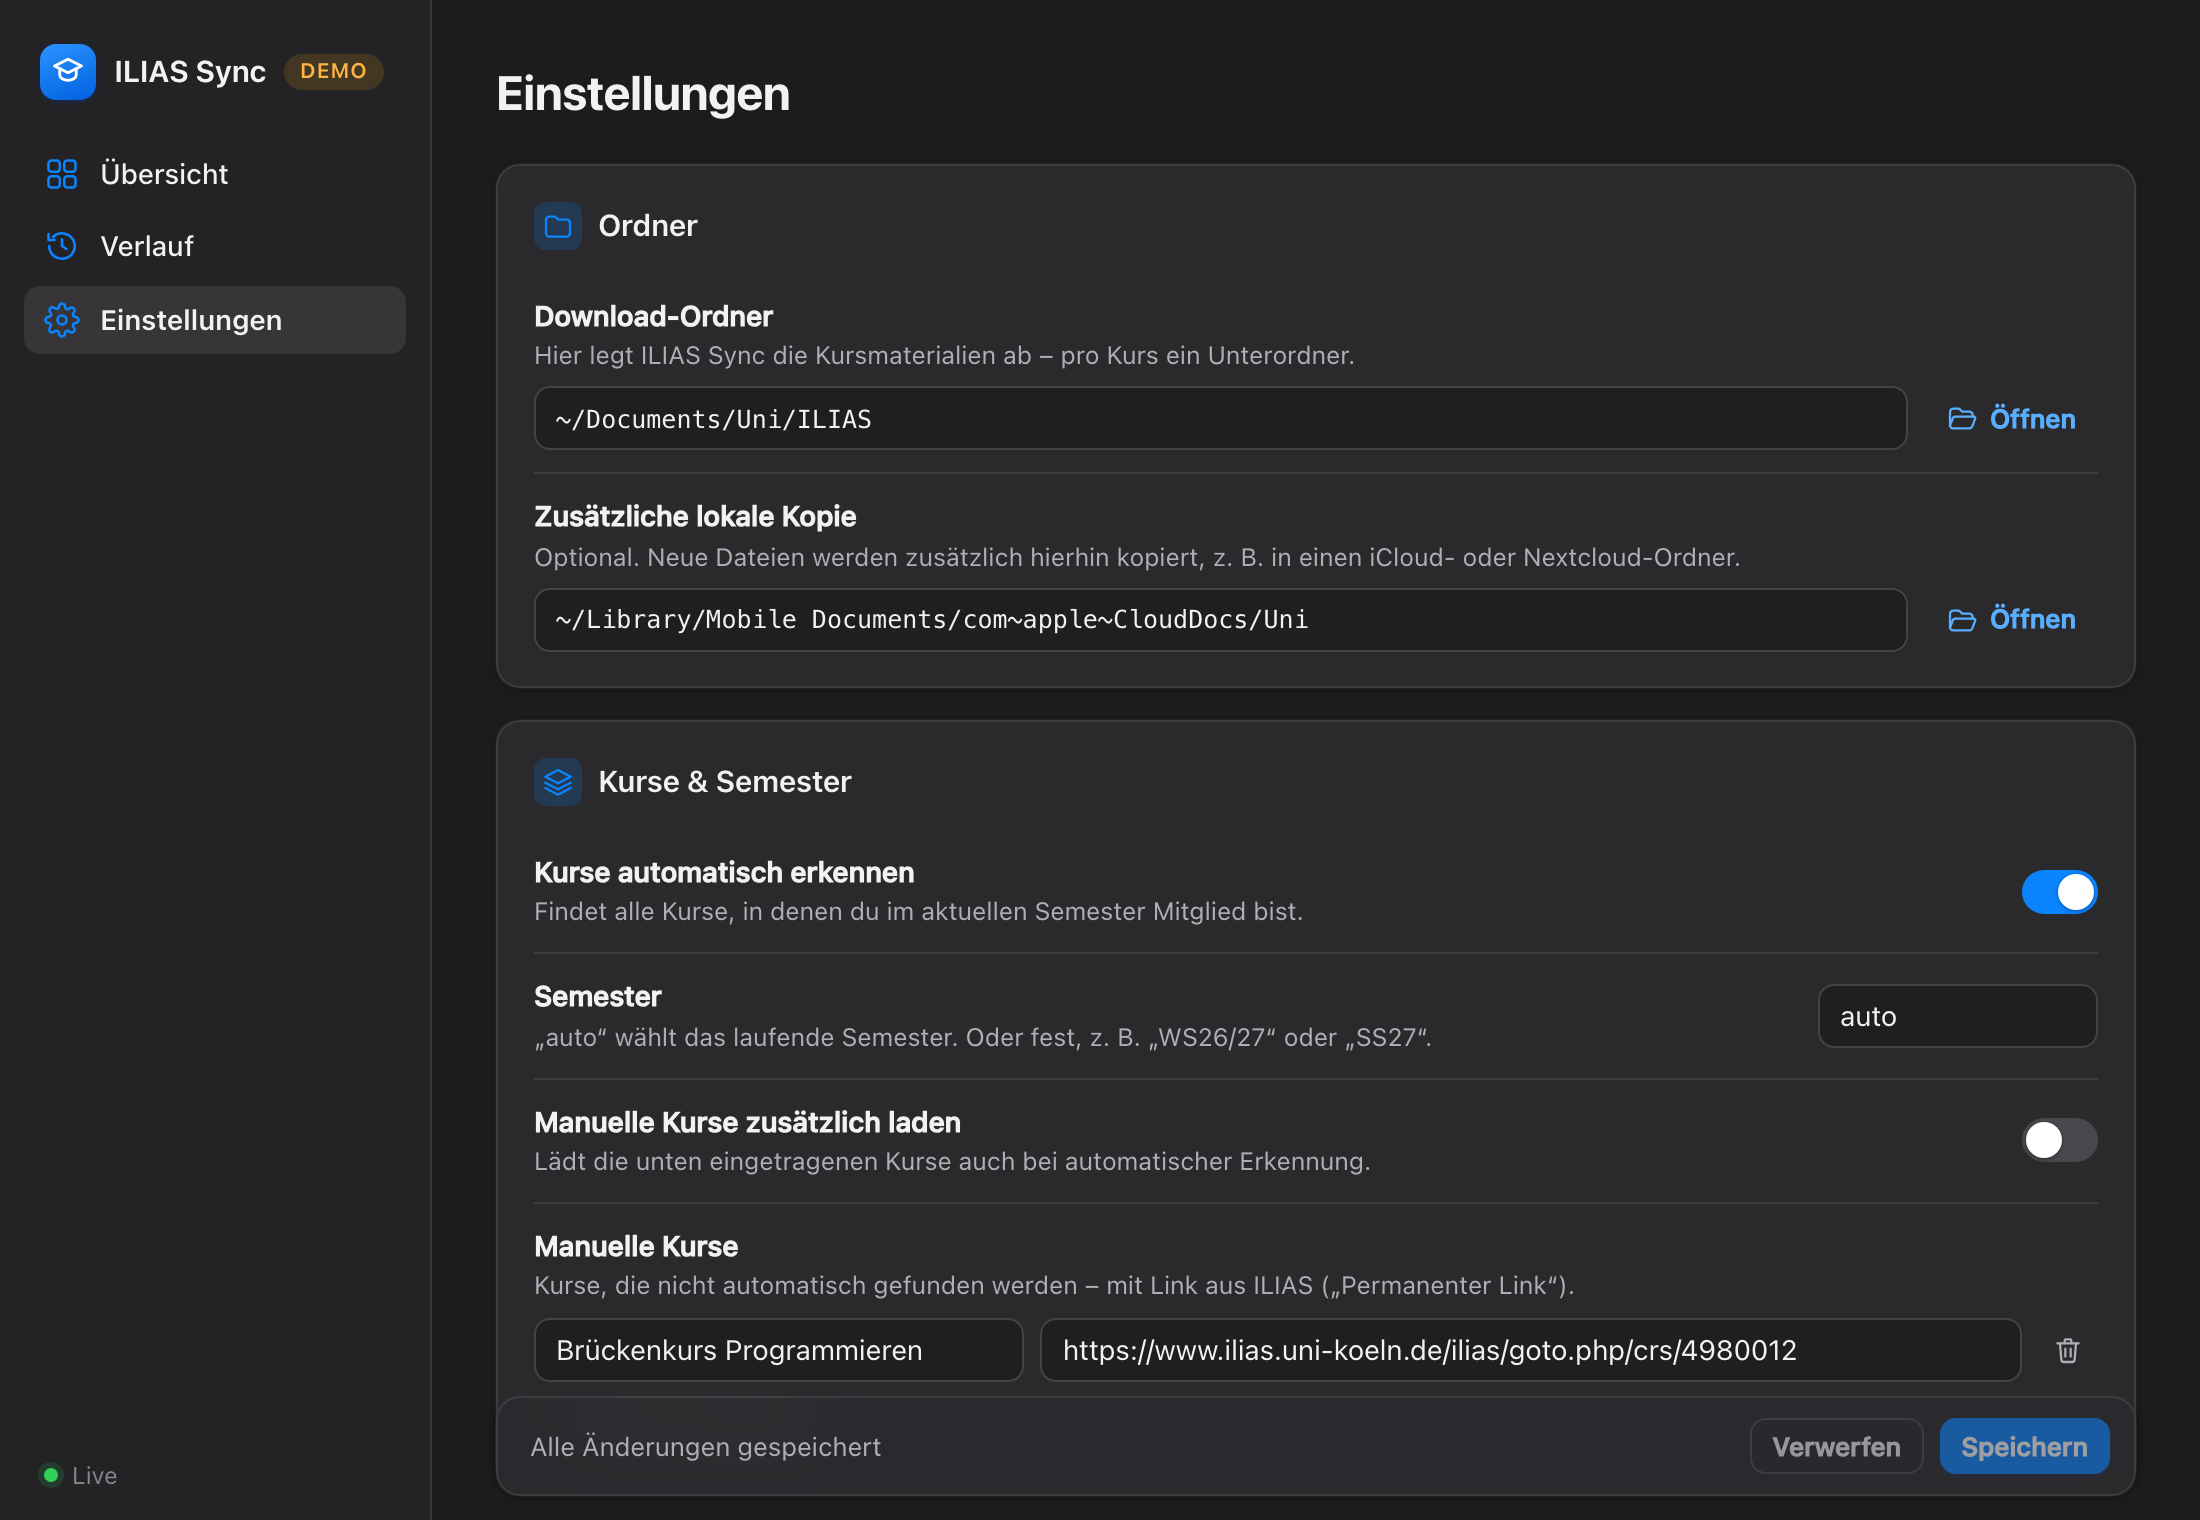 ILIAS Sync DEMO
Übersicht
Verlauf
Einstellungen
Live
Einstellungen
Ordner
Download-Ordner
Hier legt ILIAS Sync die Kursmaterialien ab – pro Kurs ein Unterordner.
~/Documents/Uni/ILIAS
Öffnen
Zusätzliche lokale Kopie
Optional. Neue Dateien werden zusätzlich hierhin kopiert, z. B. in einen iCloud- oder Nextcloud-Ordner.
~/Library/Mobile Documents/com~apple~CloudDocs/Uni
Öffnen
Kurse & Semester
Kurse automatisch erkennen
Findet alle Kurse, in denen du im aktuellen Semester Mitglied bist.
Semester
„auto“ wählt das laufende Semester. Oder fest, z. B. „WS26/27“ oder „SS27“.
auto
Manuelle Kurse zusätzlich laden
Lädt die unten eingetragenen Kurse auch bei automatischer Erkennung.
Manuelle Kurse
Kurse, die nicht automatisch gefunden werden – mit Link aus ILIAS („Permanenter Link“).
Brückenkurs Programmieren
https://www.ilias.uni-koeln.de/ilias/goto.php/crs/4980012
Alle Änderungen gespeichert
Verwerfen
Speichern